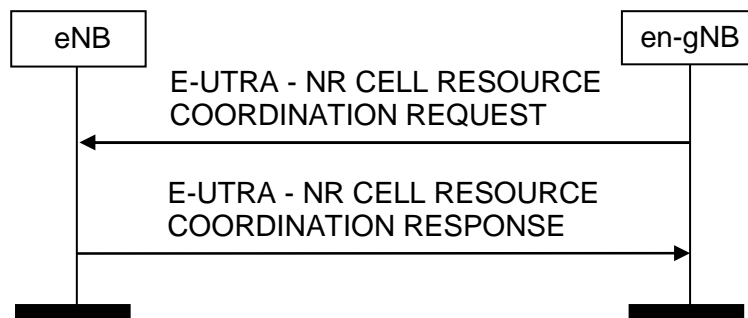 eNB
en-gNB
E-UTRA - NR CELL RESOURCE
COORDINATION REQUEST
E-UTRA - NR CELL RESOURCE
COORDINATION RESPONSE